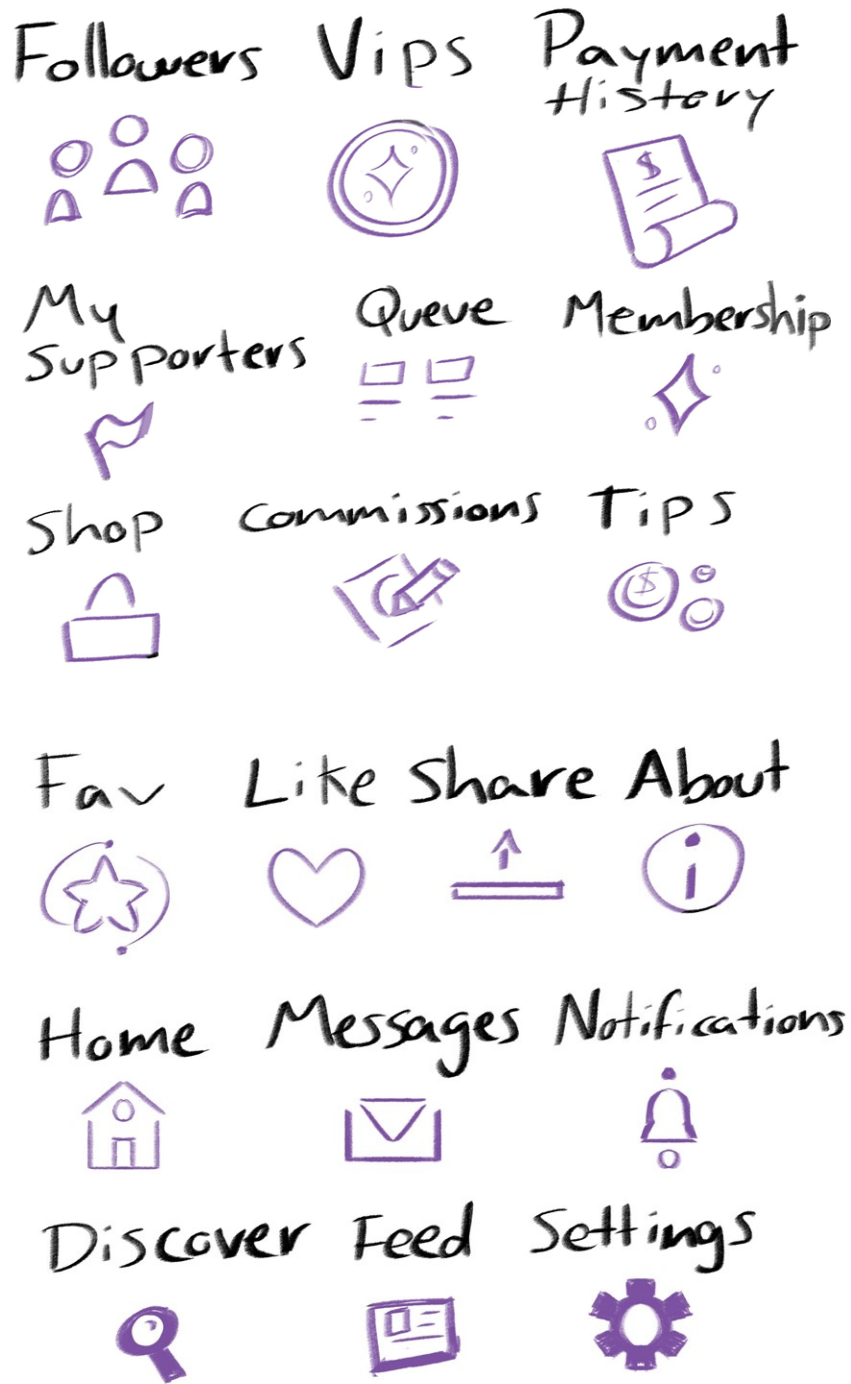 Followers Vips Payment
History
$
My
Supporters Queue Membership
Shop Commissions Tips
$
Fav Like Share About
i
Home Messages Notifications
Discover Feed Settings